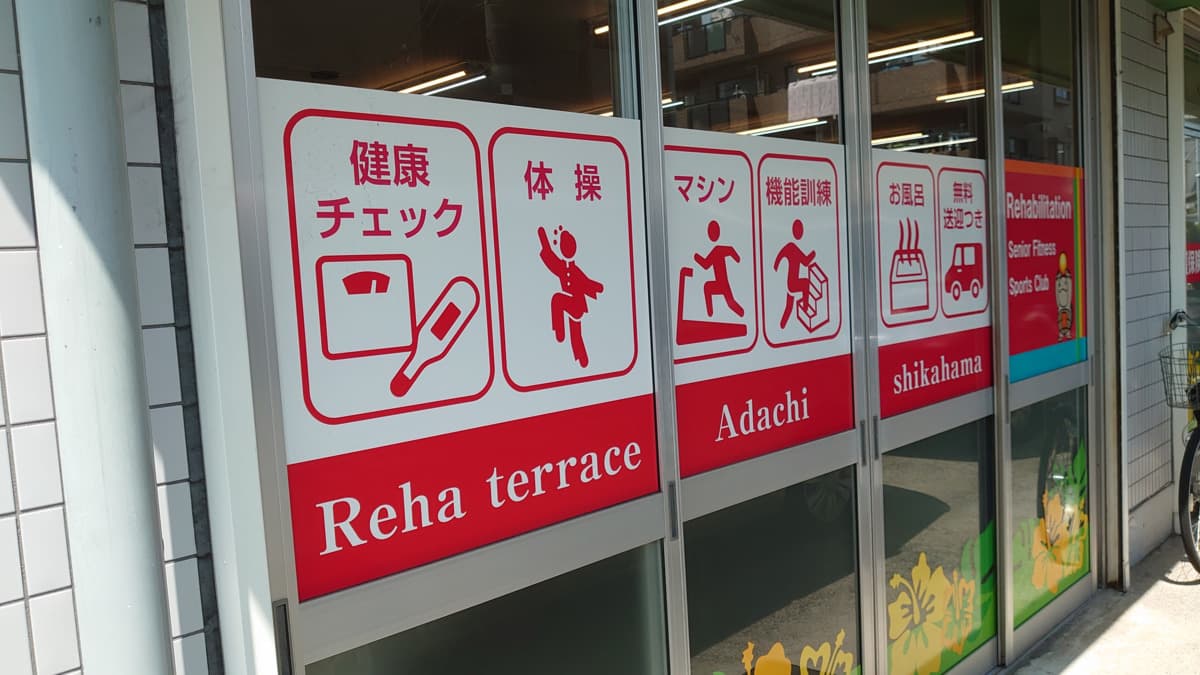 健康
チェック
体操
マシン
機能訓練
お風呂
無料
送迎つき
Reha terrace
Adachi
shikahama
Rehabilitation
Senior Fitness
Sports Club